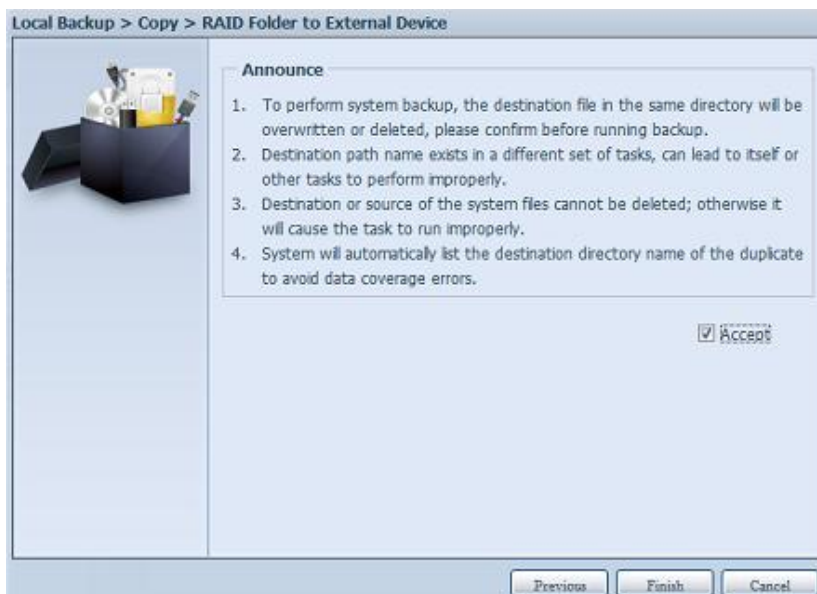 Local Backup > Copy > RAID Folder to External Device
Announce
1. To perform system backup, the destination file in the same directory will be
overwritten or deleted, please confirm before running backup.
2. Destination path name exists in a different set of tasks, can lead to itself or
other tasks to perform improperly.
3. Destination or source of the system files cannot be deleted; otherwise it
will cause the task to run improperly.
4. System will automatically list the destination directory name of the duplicate
to avoid data coverage errors.
Accept
Previous Finish Cancel